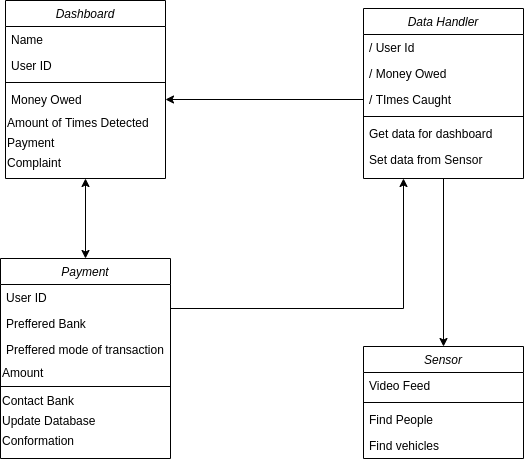 Dashboard
Name
User ID
Money Owed
Amount of Times Detected
Payment
Complaint
Data Handler
/ User Id
/ Money Owed
/ TImes Caught
Get data for dashboard
Set data from Sensor
Payment
User ID
Preffered Bank
Preffered mode of transaction
Amount
Contact Bank
Update Database
Conformation
Sensor
Video Feed
Find People
Find vehicles